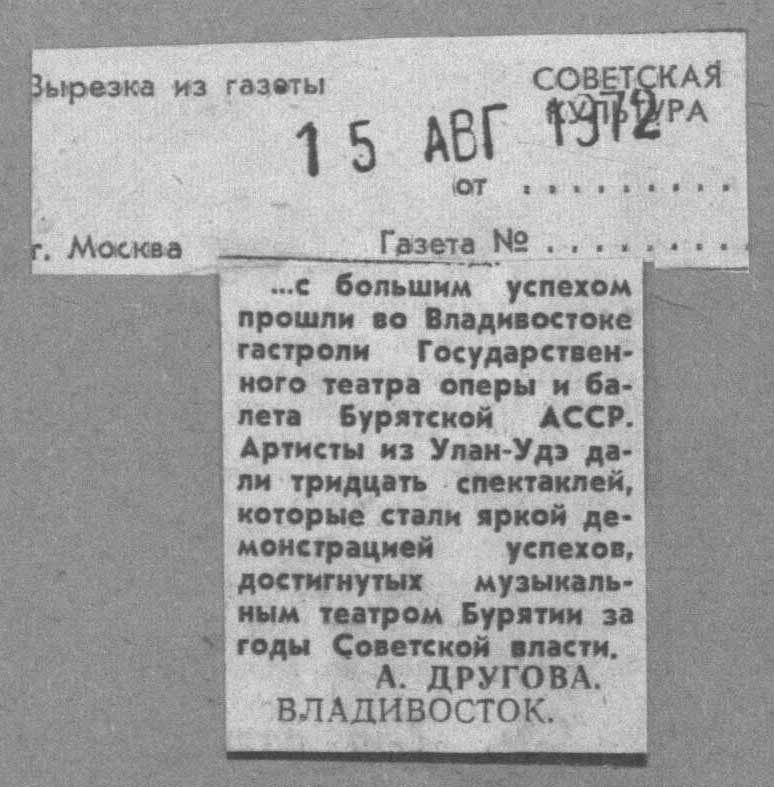 Вырезка из газеты
СОВЕТСКАЯ
КУЛЬТУРА
15 АВГ 1972
от . . . . . . . . .
г. Москва
Газета № . . . . . . . . .
...с большим успехом
прошли во Владивостоке
гастроли Государствен-
ного театра оперы и ба-
лета Бурятской АССР.
Артисты из Улан-Удэ да-
ли тридцать спектаклей,
которые стали яркой де-
монстрацией успехов,
достигнутых музыкаль-
ным театром Бурятии за
годы Советской власти.
А. ДРУГОВА.
ВЛАДИВОСТОК.